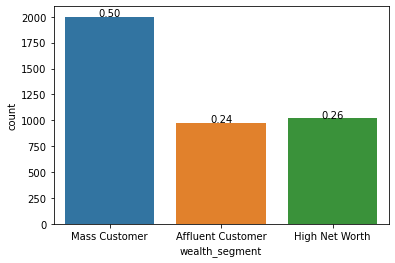 2000
1750
1500
1250
1000
750
500
250
0
count
0.50
0.24
0.26
Mass Customer
Affluent Customer
High Net Worth
wealth_segment